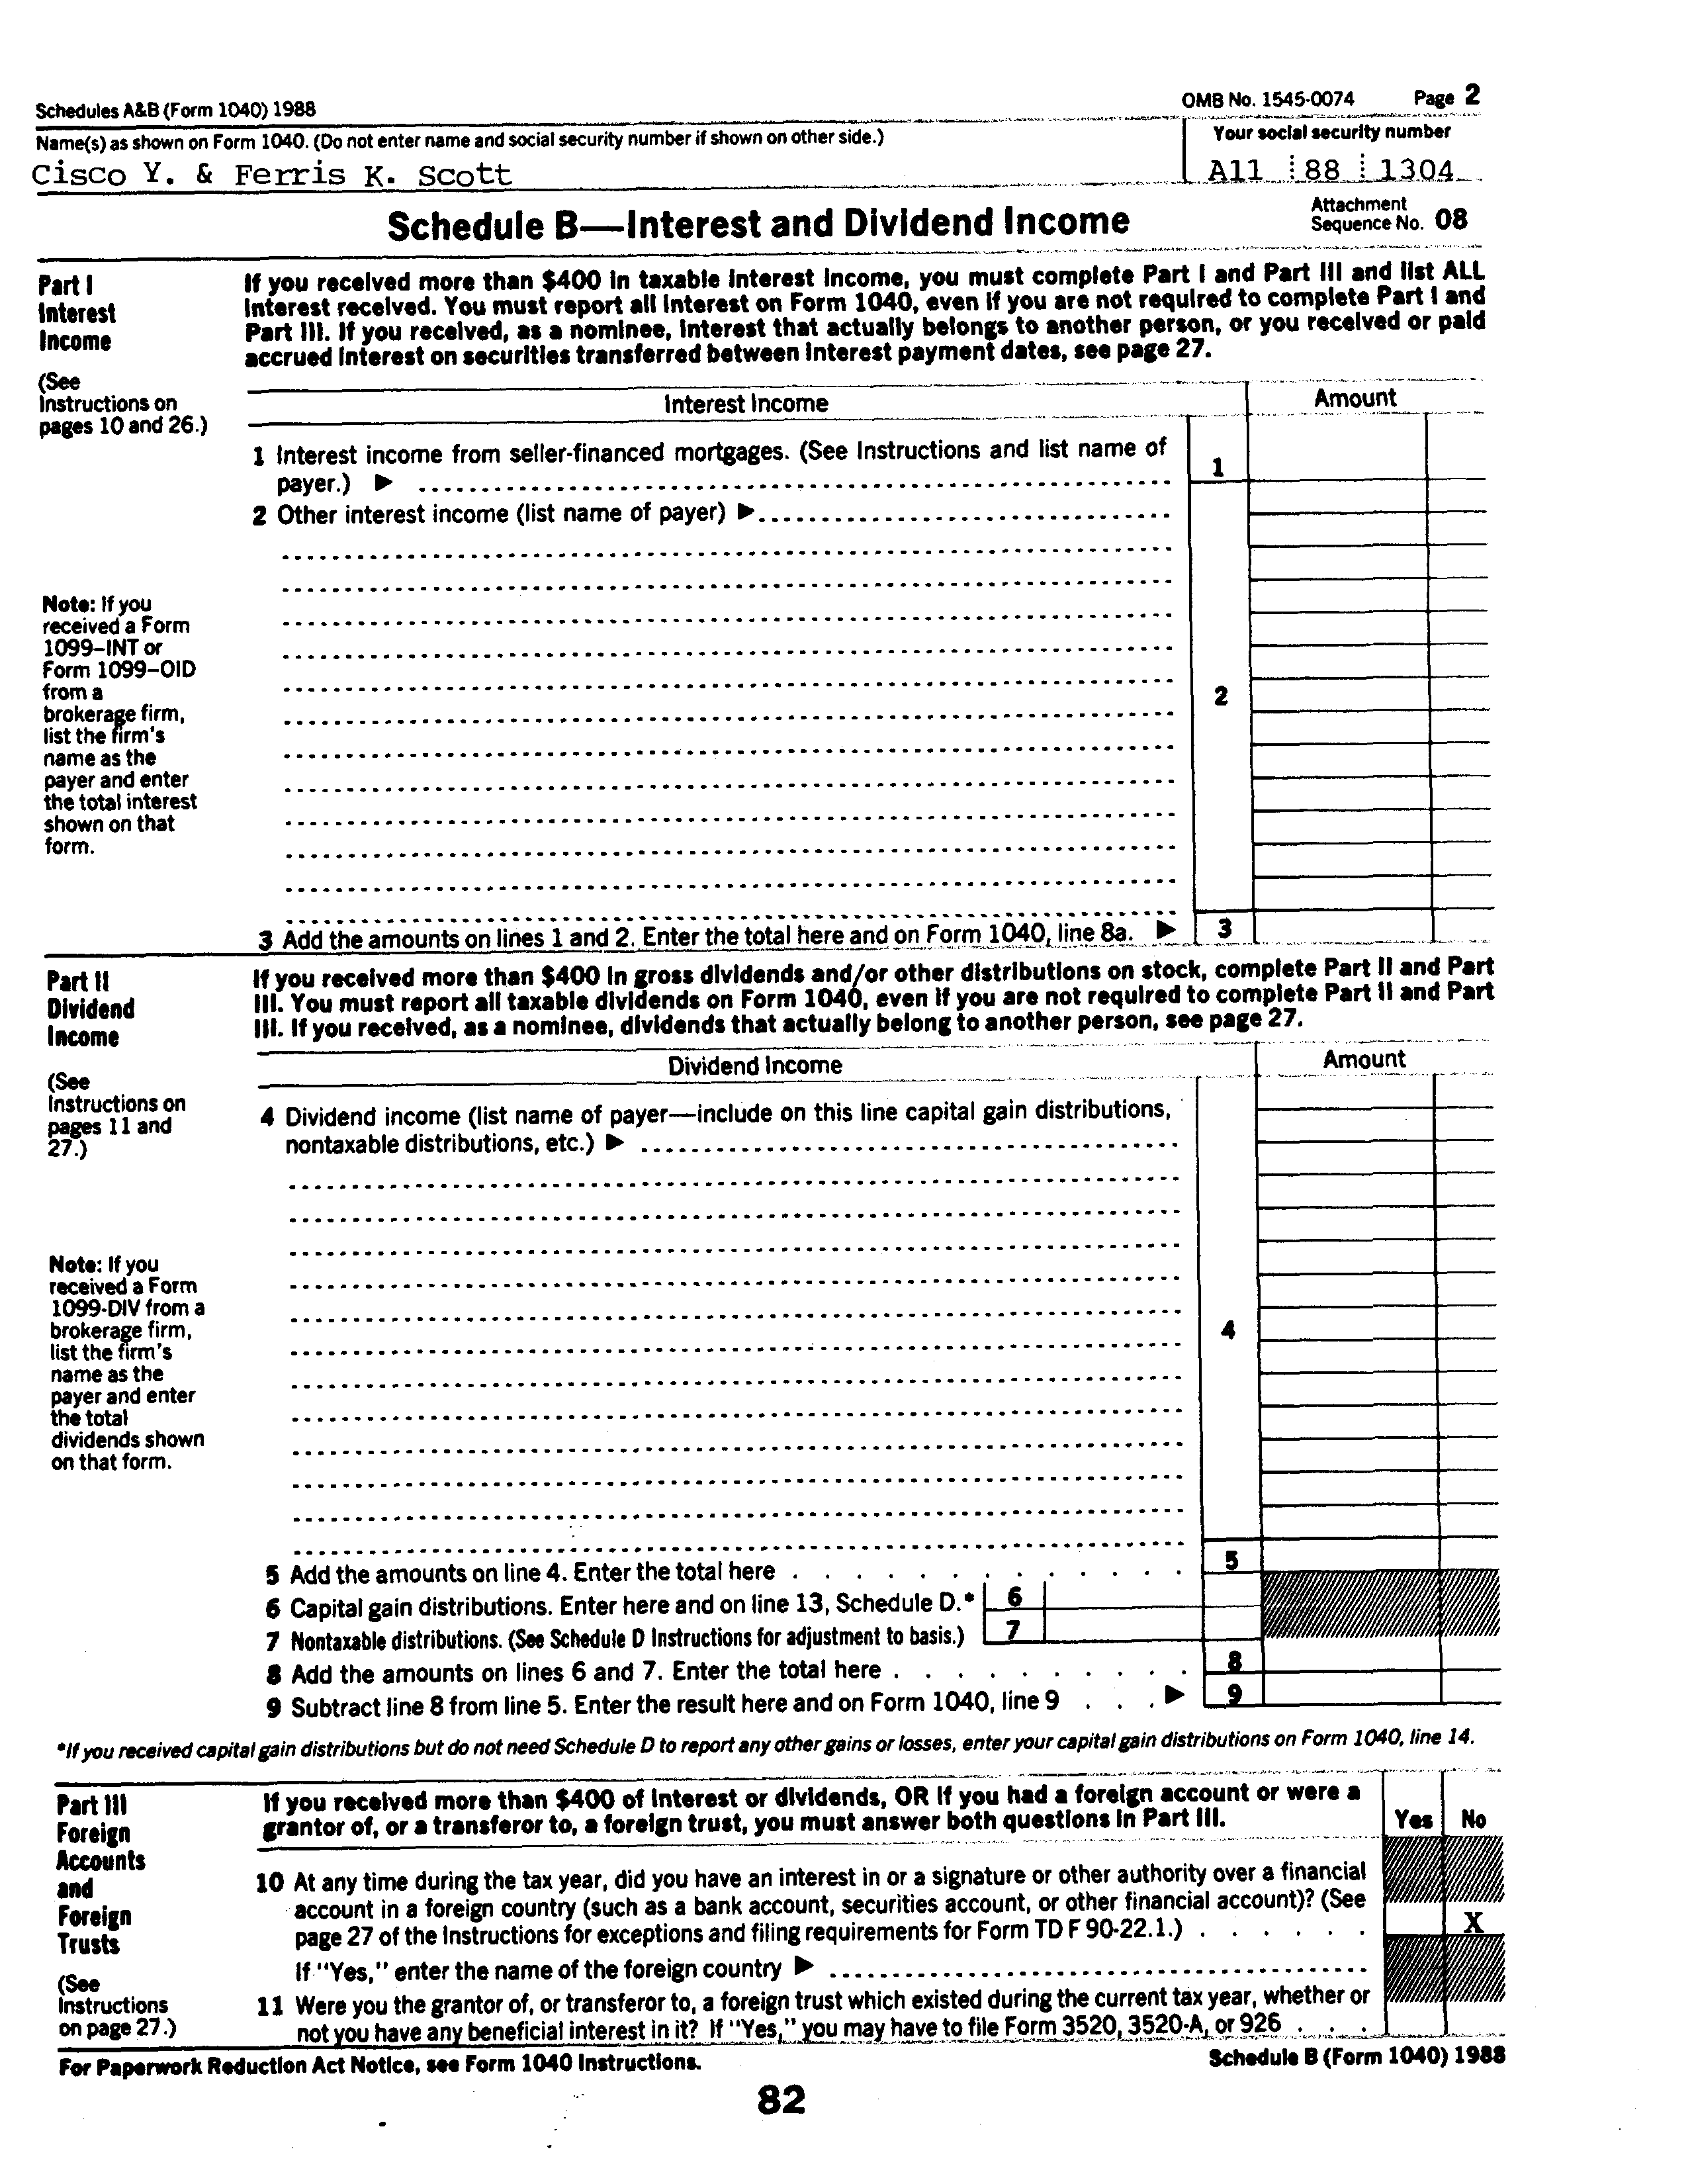 Schedules A&B (Form 1040) 1988 OMB No. 1545-0074 Page 2
Name(s) as shown on Form 1040. (Do not enter name and social security number if shown on other side.) Your social security number
Cisco Y. & Ferris K. Scott A11 88 1304
Schedule B—Interest and Dividend Income Attachment Sequence No. 08
Part I
Interest
Income
(See
Instructions on
pages 10 and 26.)
If you received more than $400 in taxable interest income, you must complete Part I and Part III and list ALL
interest received. You must report all interest on Form 1040, even if you are not required to complete Part I and
Part III. If you received, as a nominee, interest that actually belongs to another person, or you received or paid
accrued interest on securities transferred between interest payment dates, see page 27.
Interest Income Amount
1 Interest income from seller-financed mortgages. (See Instructions and list name of
payer.) ▶ 1
2 Other interest income (list name of payer) ▶
2
Note: If you
received a Form
1099–INT or
Form 1099–OID
from a
brokerage firm,
list the firm's
name as the
payer and enter
the total interest
shown on that
form.
3 Add the amounts on lines 1 and 2. Enter the total here and on Form 1040, line 8a. ▶ 3
Part II
Dividend
Income
(See
Instructions on
pages 11 and
27.)
If you received more than $400 in gross dividends and/or other distributions on stock, complete Part II and Part
III. You must report all taxable dividends on Form 1040, even if you are not required to complete Part II and Part
III. If you received, as a nominee, dividends that actually belong to another person, see page 27.
Dividend Income Amount
4 Dividend income (list name of payer—include on this line capital gain distributions,
nontaxable distributions, etc.) ▶
4
Note: If you
received a Form
1099-DIV from a
brokerage firm,
list the firm's
name as the
payer and enter
the total
dividends shown
on that form.
5 Add the amounts on line 4. Enter the total here . . . . . . . . . . . . 5
6 Capital gain distributions. Enter here and on line 13, Schedule D.* 6
7 Nontaxable distributions. (See Schedule D Instructions for adjustment to basis.) 7
8 Add the amounts on lines 6 and 7. Enter the total here . . . . . . . . . . 8
9 Subtract line 8 from line 5. Enter the result here and on Form 1040, line 9 . . . ▶ 9
*If you received capital gain distributions but do not need Schedule D to report any other gains or losses, enter your capital gain distributions on Form 1040, line 14.
Part III
Foreign
Accounts
and
Foreign
Trusts
(See
Instructions
on page 27.)
If you received more than $400 of interest or dividends, OR if you had a foreign account or were a
grantor of, or a transferor to, a foreign trust, you must answer both questions in Part III. Yes No
10 At any time during the tax year, did you have an interest in or a signature or other authority over a financial
account in a foreign country (such as a bank account, securities account, or other financial account)? (See
page 27 of the Instructions for exceptions and filing requirements for Form TD F 90-22.1.) . . . . . . X
If "Yes," enter the name of the foreign country ▶
11 Were you the grantor of, or transferor to, a foreign trust which existed during the current tax year, whether or
not you have any beneficial interest in it? If "Yes," you may have to file Form 3520, 3520-A, or 926 . . .
For Paperwork Reduction Act Notice, see Form 1040 Instructions. Schedule B (Form 1040) 1988
82